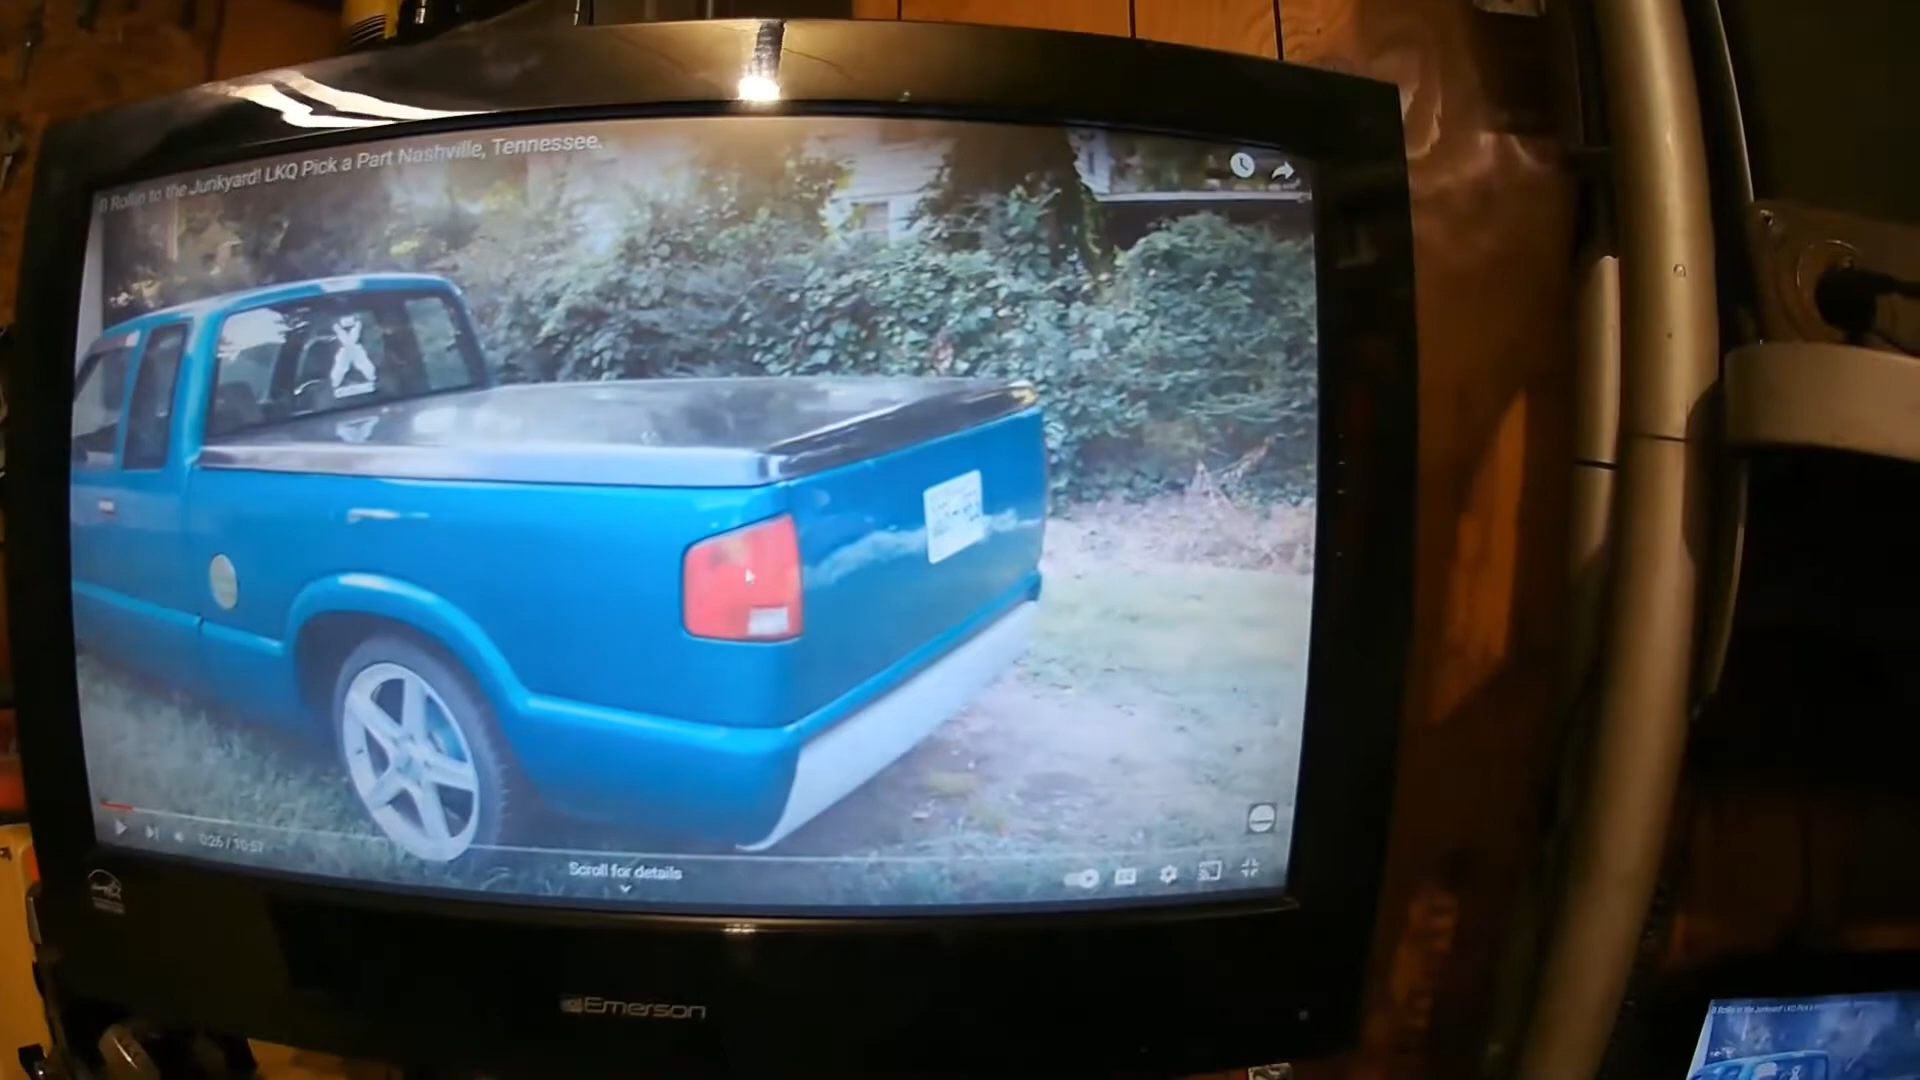 Rollin to the Junkyard! LKQ Pick a Part Nashville, Tennessee.
0:26 / 10:57
Scroll for details
Emerson